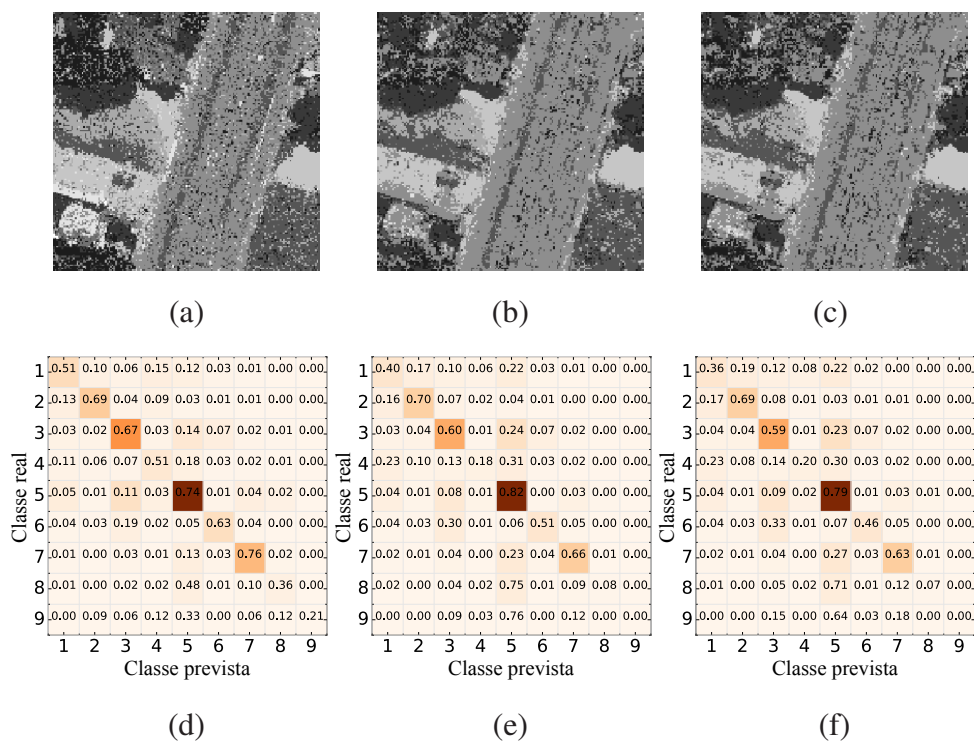 (a) (b) (c)
1 0.51 0.10 0.06 0.15 0.12 0.03 0.01 0.00 0.00
2 0.13 0.69 0.04 0.09 0.03 0.01 0.01 0.00 0.00
3 0.03 0.02 0.67 0.03 0.14 0.07 0.02 0.01 0.00
4 0.11 0.06 0.07 0.51 0.18 0.03 0.02 0.01 0.00
5 0.05 0.01 0.11 0.03 0.74 0.01 0.04 0.02 0.00
6 0.04 0.03 0.19 0.02 0.05 0.63 0.04 0.00 0.00
7 0.01 0.00 0.03 0.01 0.13 0.03 0.76 0.02 0.00
8 0.01 0.00 0.02 0.02 0.48 0.01 0.10 0.36 0.00
9 0.00 0.09 0.06 0.12 0.33 0.00 0.06 0.12 0.21
1 2 3 4 5 6 7 8 9
Classe real
Classe prevista
(d)
1 0.40 0.17 0.10 0.06 0.22 0.03 0.01 0.00 0.00
2 0.16 0.70 0.07 0.02 0.04 0.01 0.00 0.00 0.00
3 0.03 0.04 0.60 0.01 0.24 0.07 0.02 0.00 0.00
4 0.23 0.10 0.13 0.18 0.31 0.03 0.02 0.00 0.00
5 0.04 0.01 0.08 0.01 0.82 0.00 0.03 0.00 0.00
6 0.04 0.03 0.30 0.01 0.06 0.51 0.05 0.00 0.00
7 0.02 0.01 0.04 0.00 0.23 0.04 0.66 0.01 0.00
8 0.02 0.00 0.04 0.02 0.75 0.01 0.09 0.08 0.00
9 0.00 0.00 0.09 0.03 0.76 0.00 0.12 0.00 0.00
1 2 3 4 5 6 7 8 9
Classe real
Classe prevista
(e)
1 0.36 0.19 0.12 0.08 0.22 0.02 0.01 0.00 0.00
2 0.17 0.69 0.08 0.01 0.03 0.01 0.00 0.00 0.00
3 0.04 0.04 0.59 0.01 0.23 0.07 0.02 0.00 0.00
4 0.23 0.08 0.14 0.20 0.30 0.03 0.02 0.00 0.00
5 0.04 0.01 0.09 0.02 0.79 0.01 0.03 0.01 0.00
6 0.04 0.03 0.33 0.01 0.07 0.46 0.05 0.00 0.00
7 0.02 0.01 0.04 0.00 0.27 0.03 0.63 0.01 0.00
8 0.03 0.00 0.05 0.02 0.71 0.01 0.12 0.07 0.00
9 0.00 0.00 0.15 0.00 0.64 0.03 0.18 0.00 0.00
1 2 3 4 5 6 7 8 9
Classe real
Classe prevista
(f)